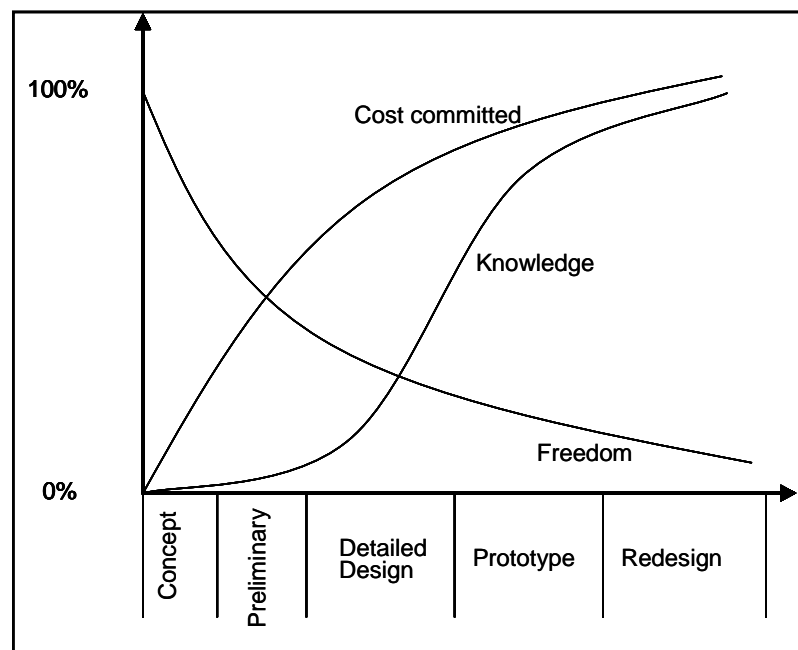 100%
Cost committed
Knowledge
Freedom
0%
Concept
Preliminary
Detailed
Design
Prototype
Redesign